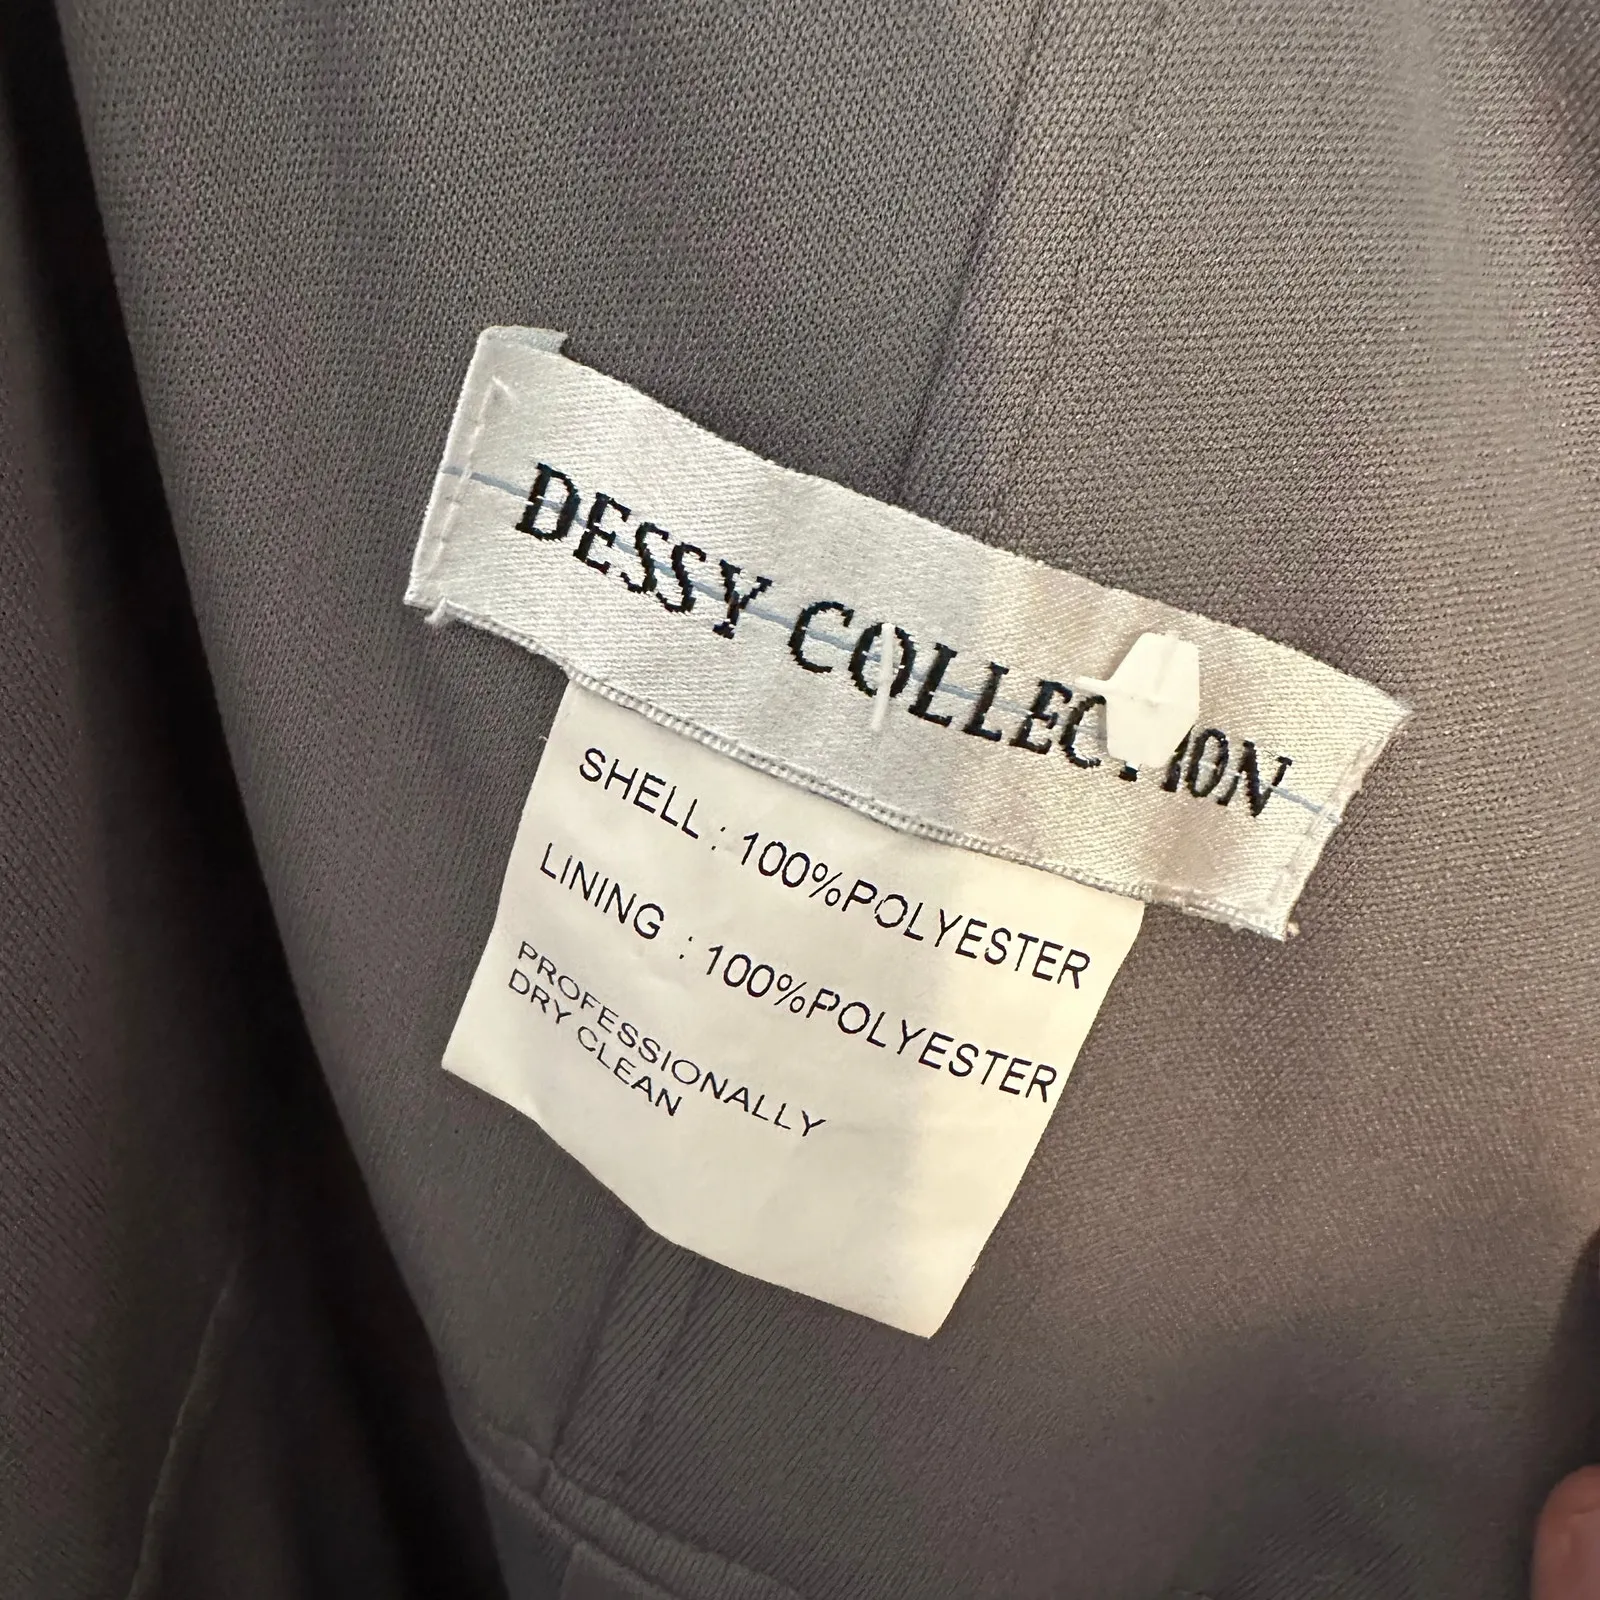 DESSY COLLECTION
SHELL : 100%POLYESTER
LINING : 100%POLYESTER
PROFESSIONALLY
DRY CLEAN